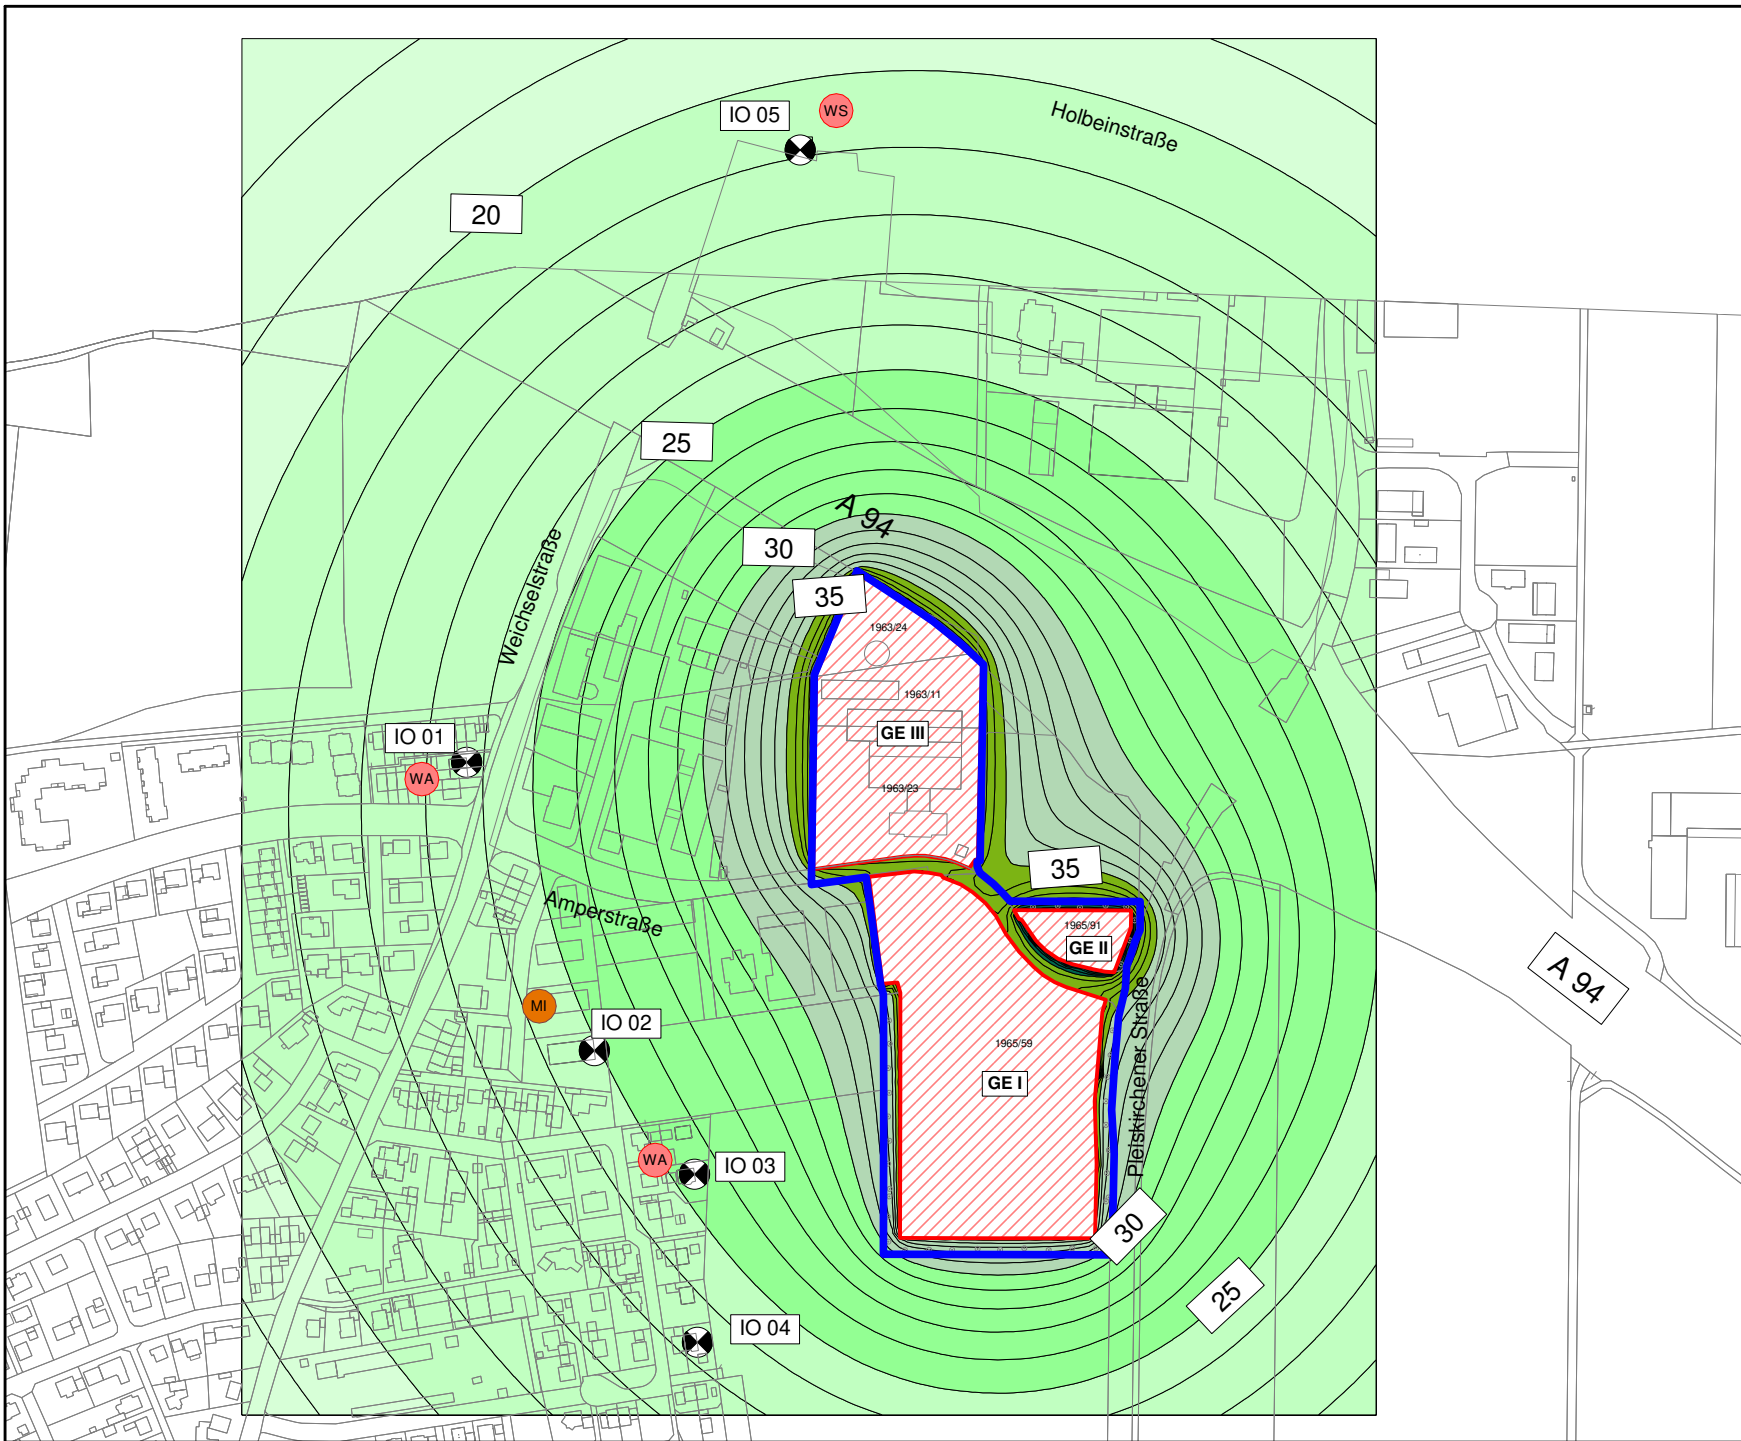 WS
IO 05
Holbeinstraße
20
25
A 94
30
35
Weichselstraße
1963/24
1963/11
GE III
IO 01
WA
1963/23
35
Amperstraße
1965/91
GE II
A 94
MI
IO 02
Pleiskirchener Straße
1965/59
GE I
WA
IO 03
30
25
IO 04